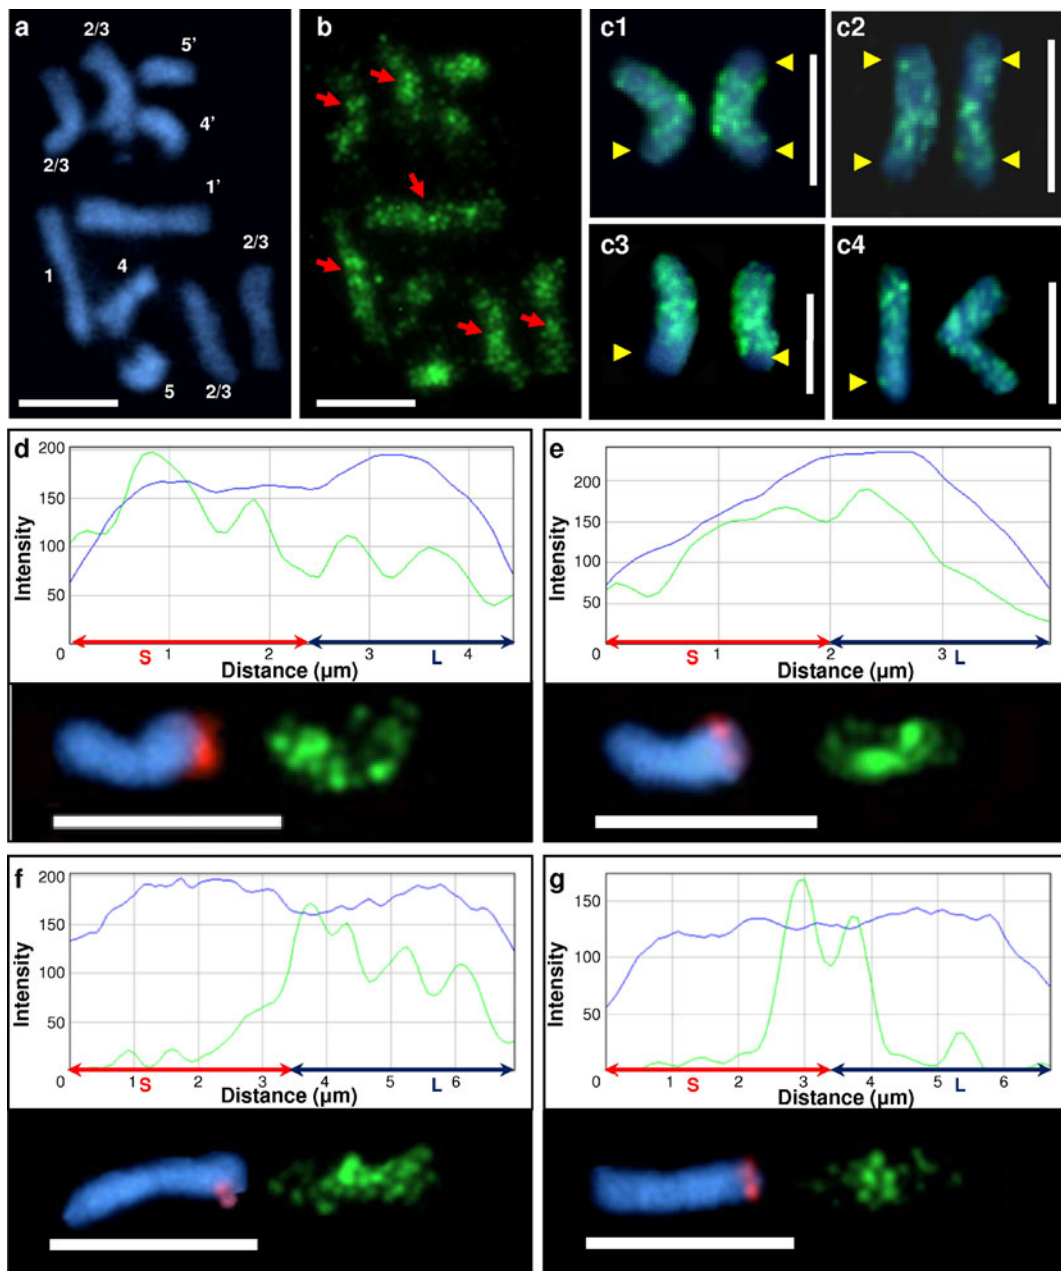 a
2/3
5'
4'
2/3
1'
2/3
1
4
5
2/3
b
c1
c2
c3
c4
d
200
150
100
50
Intensity
0 1 2 3 4
S L
Distance (µm)
e
200
150
100
50
Intensity
0 1 2 3
S L
Distance (µm)
f
200
150
100
50
Intensity
0 1 2 3 4 5 6
S L
Distance (µm)
g
150
100
50
Intensity
0 1 2 3 4 5 6
S L
Distance (µm)